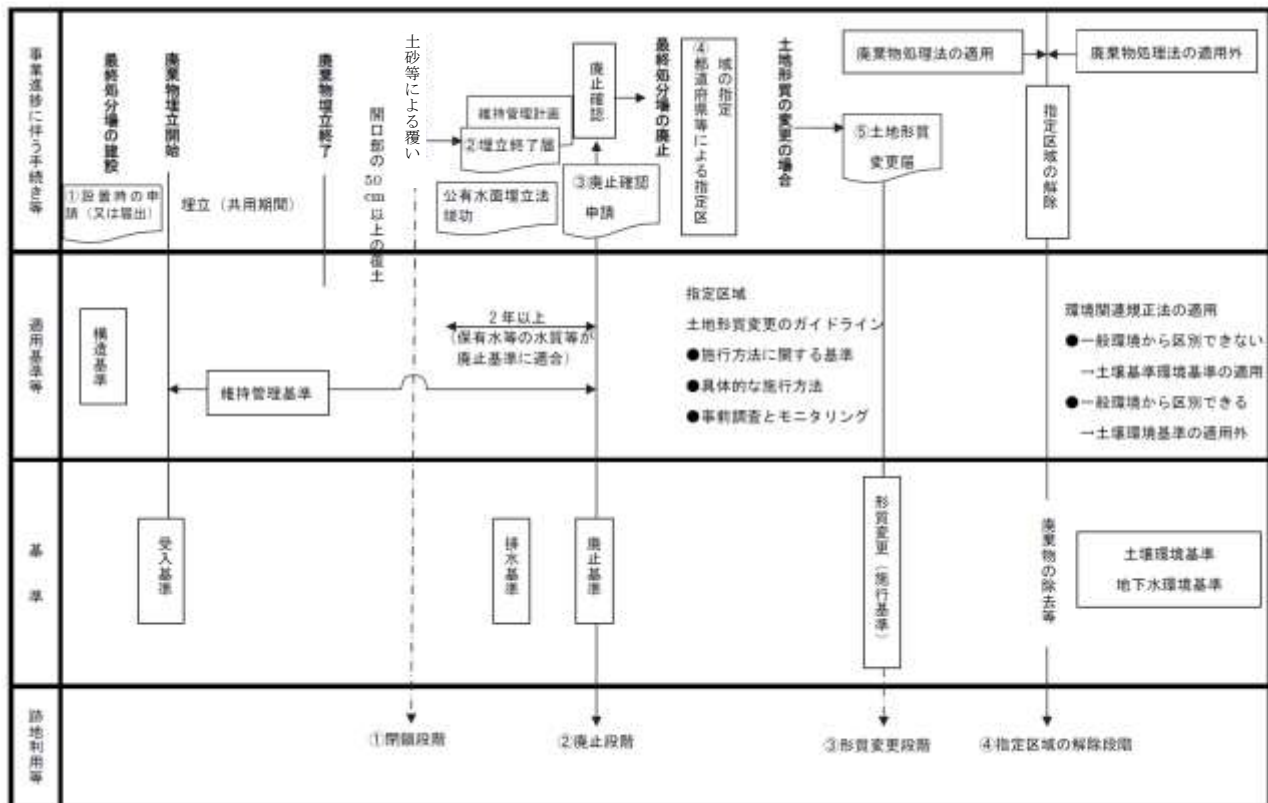 事業進捗に伴う手続き等
最終処分場の建設
廃棄物埋立開始
廃棄物埋立終了
開口部の50cm以上の覆土
土砂等による覆い
①設置時の申
請（又は届出）
埋立（共用期間）
維持管理計画
②埋立終了届
公有水面埋立法
竣功
廃止確認
③廃止確認
申請
最終処分場の廃止
④都道府県等による指定区
域の指定
土地形質の変更の場合
⑤土地形質
変更届
廃棄物処理法の適用
廃棄物処理法の適用外
指定区域の解除
適用基準等
構造基準
維持管理基準
２年以上
（保有水等の水質等が
廃止基準に適合）
指定区域
土地形質変更のガイドライン
●施行方法に関する基準
●具体的な施行方法
●事前調査とモニタリング
環境関連規正法の適用
●一般環境から区別できない
→土壌基準環境基準の適用
●一般環境から区別できる
→土壌環境基準の適用外
基準
受入基準
排水基準
廃止基準
形質変更（施行基準）
廃棄物の除去等
土壌環境基準
地下水環境基準
跡地利用等
①閉鎖段階
②廃止段階
③形質変更段階
④指定区域の解除段階